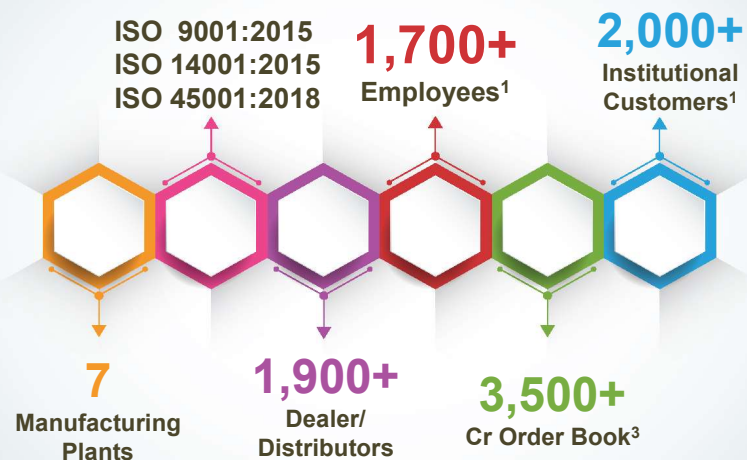 ISO 9001:2015
ISO 14001:2015
ISO 45001:2018
1,700+
Employees¹
2,000+
Institutional
Customers¹
7
Manufacturing
Plants
1,900+
Dealer/
Distributors
3,500+
Cr Order Book³